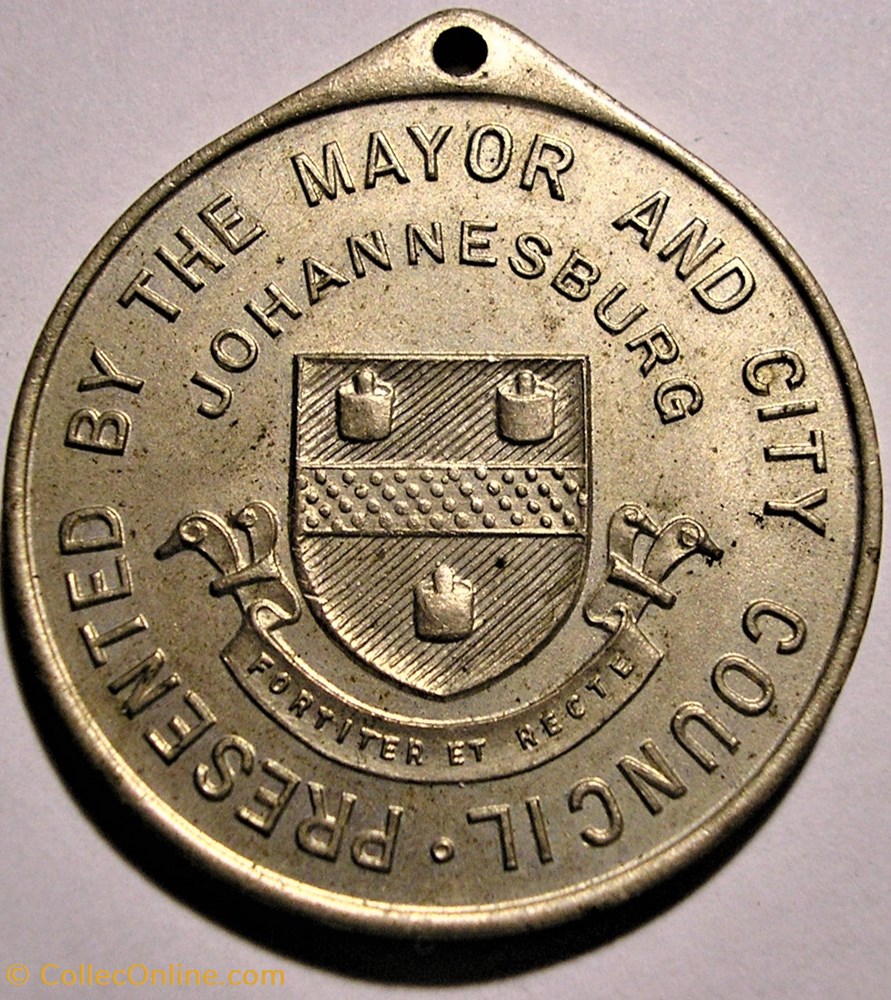 PRESENTED BY THE MAYOR AND CITY COUNCIL •
JOHANNESBURG
FORTITER ET RECTE
© CollecOnline.com